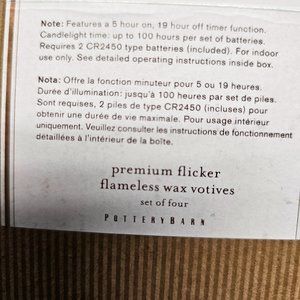 Note: Features a 5 hour on, 19 hour off timer function.
Candlelight time: up to 100 hours per set of batteries.
Requires 2 CR2450 type batteries (included). For indoor
use only. See detailed operating instructions inside box.
Nota: Offre la fonction minuteur pour 5 ou 19 heures.
Durée d'illumination: jusqu'à 100 heures par set de piles.
Sont requises, 2 piles de type CR2450 (incluses) pour
obtenir une durée de vie maximale. Pour usage intérieur
uniquement. Veuillez consulter les instructions de fonctionnement
détaillées à l'intérieur de la boîte.
premium flicker
flameless wax votives
set of four
POTTERY BARN